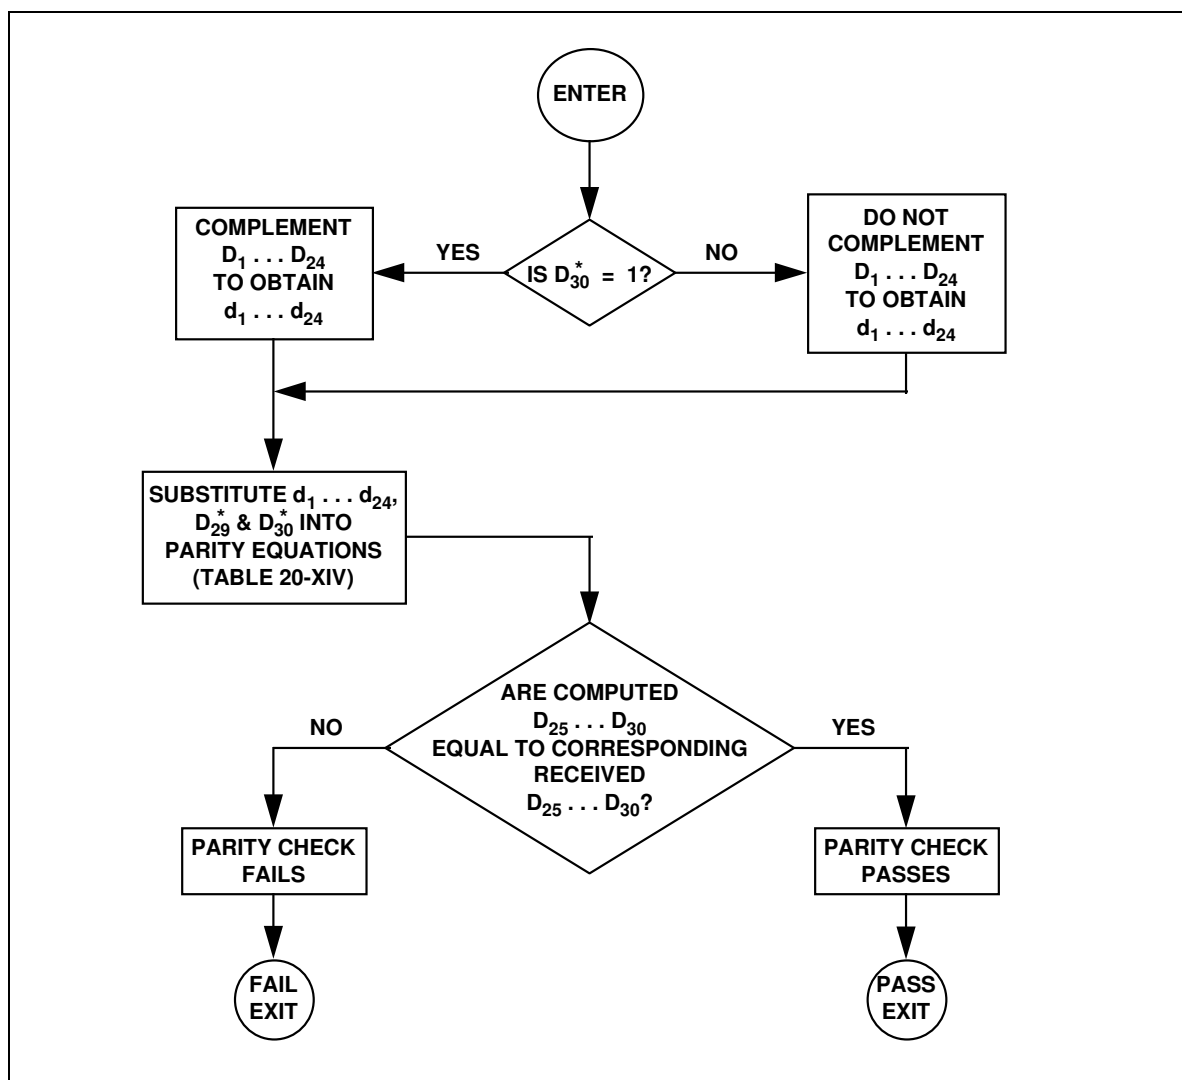 ENTER
COMPLEMENT
D₁ . . . D₂₄
TO OBTAIN
d₁ . . . d₂₄
YES
IS D*₃₀ = 1?
NO
DO NOT
COMPLEMENT
D₁ . . . D₂₄
TO OBTAIN
d₁ . . . d₂₄
SUBSTITUTE d₁ . . . d₂₄,
D*₂₉ & D*₃₀ INTO
PARITY EQUATIONS
(TABLE 20-XIV)
ARE COMPUTED
D₂₅ . . . D₃₀
EQUAL TO CORRESPONDING
RECEIVED
D₂₅ . . . D₃₀?
NO
YES
PARITY CHECK
FAILS
PARITY CHECK
PASSES
FAIL
EXIT
PASS
EXIT